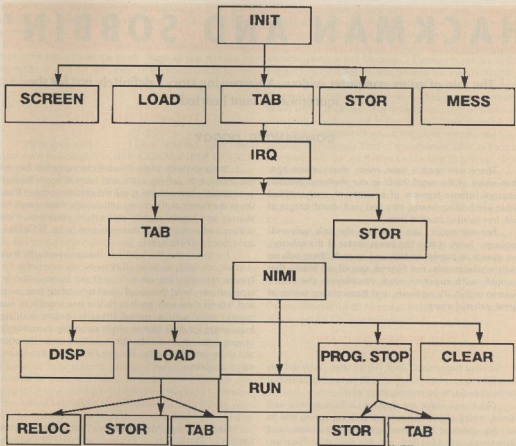 INIT
SCREEN LOAD TAB STOR MESS
IRQ
TAB STOR
NIMI
DISP LOAD PROG. STOP CLEAR
RUN
RELOC STOR TAB STOR TAB